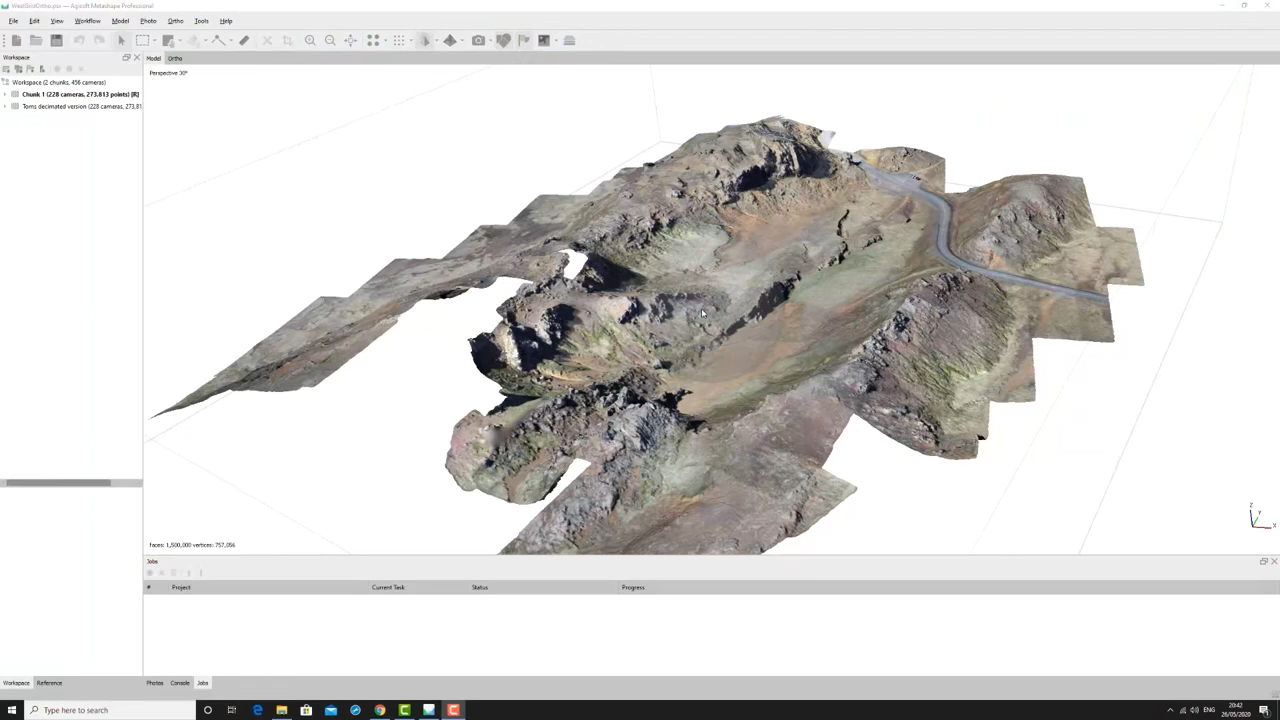 WestGridOrtho.psx — Agisoft Metashape Professional
File Edit View Workflow Model Photo Ortho Tools Help
Workspace
Model Ortho
Perspective 30°
Workspace (2 chunks, 456 cameras)
Chunk 1 (228 cameras, 273,813 points) [R]
Toms decimated version (228 cameras, 273,81
Z
Y
X
Faces: 1,500,000 vertices: 757,056
Jobs
# Project Current Task Status Progress
Workspace Reference
Photos Console Jobs
Type here to search
ENG
20:42
26/05/2020